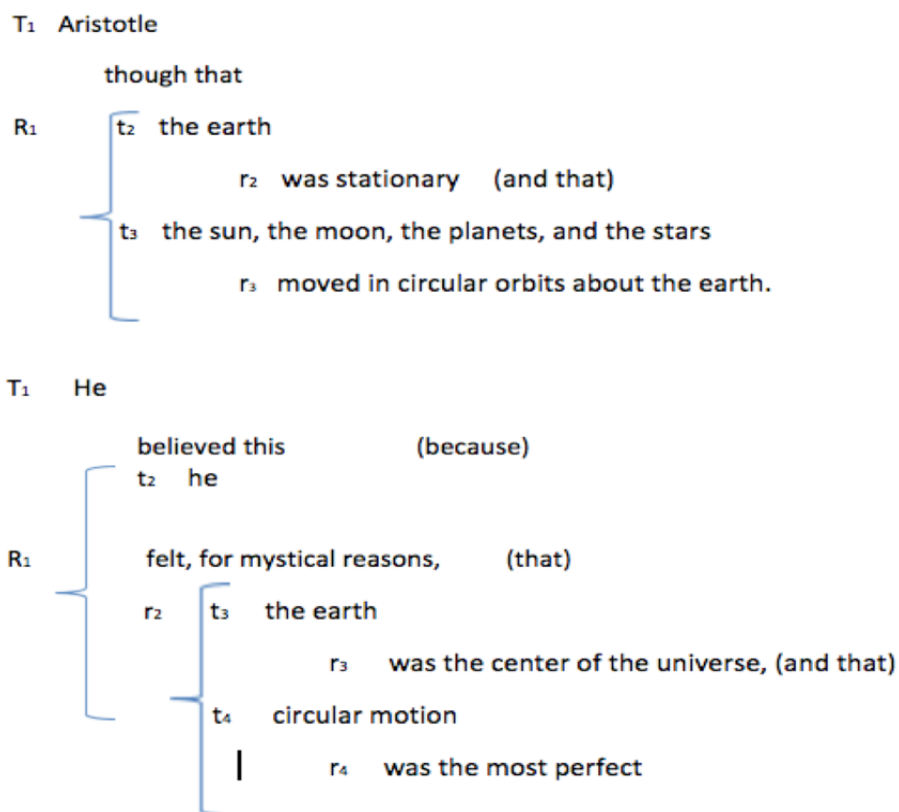 T₁ Aristotle
though that
R₁ t₂ the earth
r₂ was stationary (and that)
t₃ the sun, the moon, the planets, and the stars
r₃ moved in circular orbits about the earth.
T₁ He
believed this (because)
t₂ he
R₁ felt, for mystical reasons, (that)
r₂ t₃ the earth
r₃ was the center of the universe, (and that)
t₄ circular motion
r₄ was the most perfect